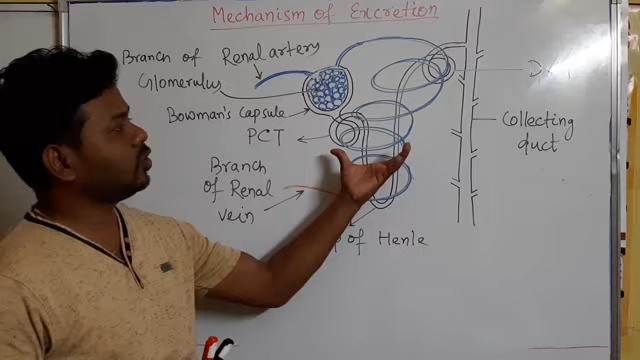 Mechanism of Excretion
Branch of Renal artery
Glomerulus
Bowman's capsule
PCT
Branch
of Renal
vein
of Henle
Collecting
duct